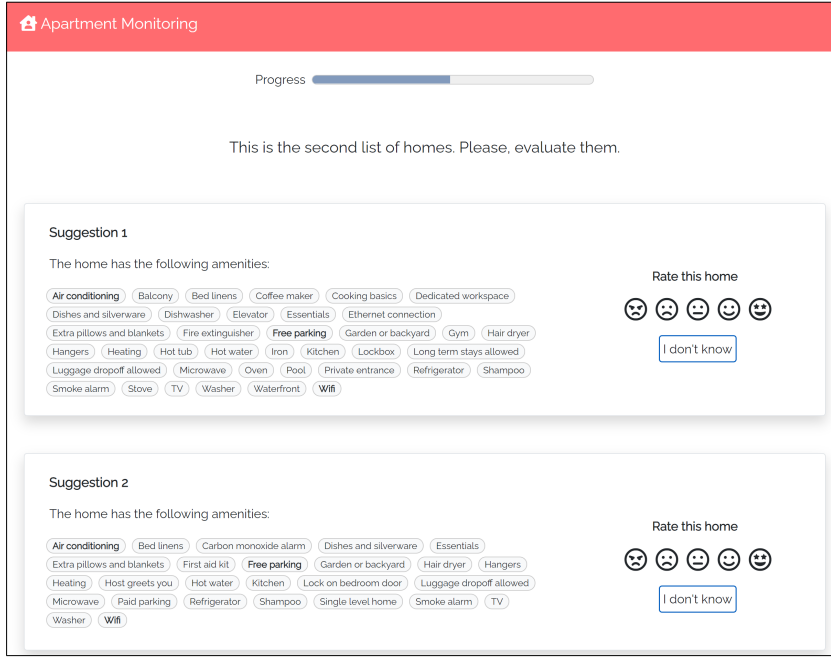 Apartment Monitoring
Progress
This is the second list of homes. Please, evaluate them.
Suggestion 1
The home has the following amenities:
Air conditioning Balcony Bed linens Coffee maker Cooking basics Dedicated workspace
Dishes and silverware Dishwasher Elevator Essentials Ethernet connection
Extra pillows and blankets Fire extinguisher Free parking Garden or backyard Gym Hair dryer
Hangers Heating Hot tub Hot water Iron Kitchen Lockbox Long term stays allowed
Luggage dropoff allowed Microwave Oven Pool Private entrance Refrigerator Shampoo
Smoke alarm Stove TV Washer Waterfront Wifi
Rate this home
I don't know
Suggestion 2
The home has the following amenities:
Air conditioning Bed linens Carbon monoxide alarm Dishes and silverware Essentials
Extra pillows and blankets First aid kit Free parking Garden or backyard Hair dryer Hangers
Heating Host greets you Hot water Kitchen Lock on bedroom door Luggage dropoff allowed
Microwave Paid parking Refrigerator Shampoo Single level home Smoke alarm TV
Washer Wifi
Rate this home
I don't know